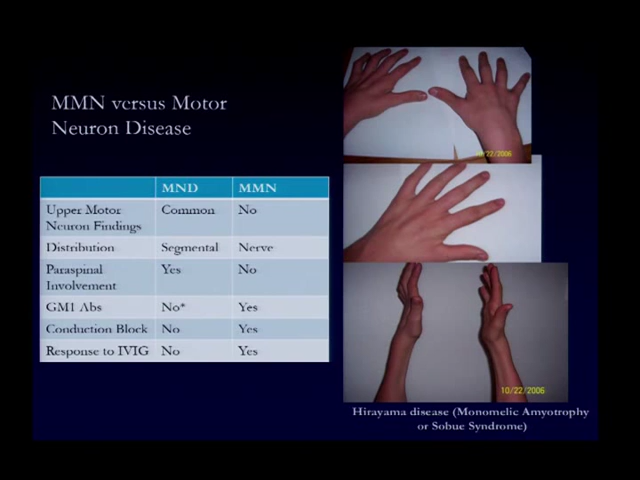 MMN versus Motor
Neuron Disease
MND MMN
Upper Motor Neuron Findings Common No
Distribution Segmental Nerve
Paraspinal Involvement Yes No
GM1 Abs No* Yes
Conduction Block No Yes
Response to IVIG No Yes
10/22/2006
10/22/2006
Hirayama disease (Monomelic Amyotrophy
or Sobue Syndrome)